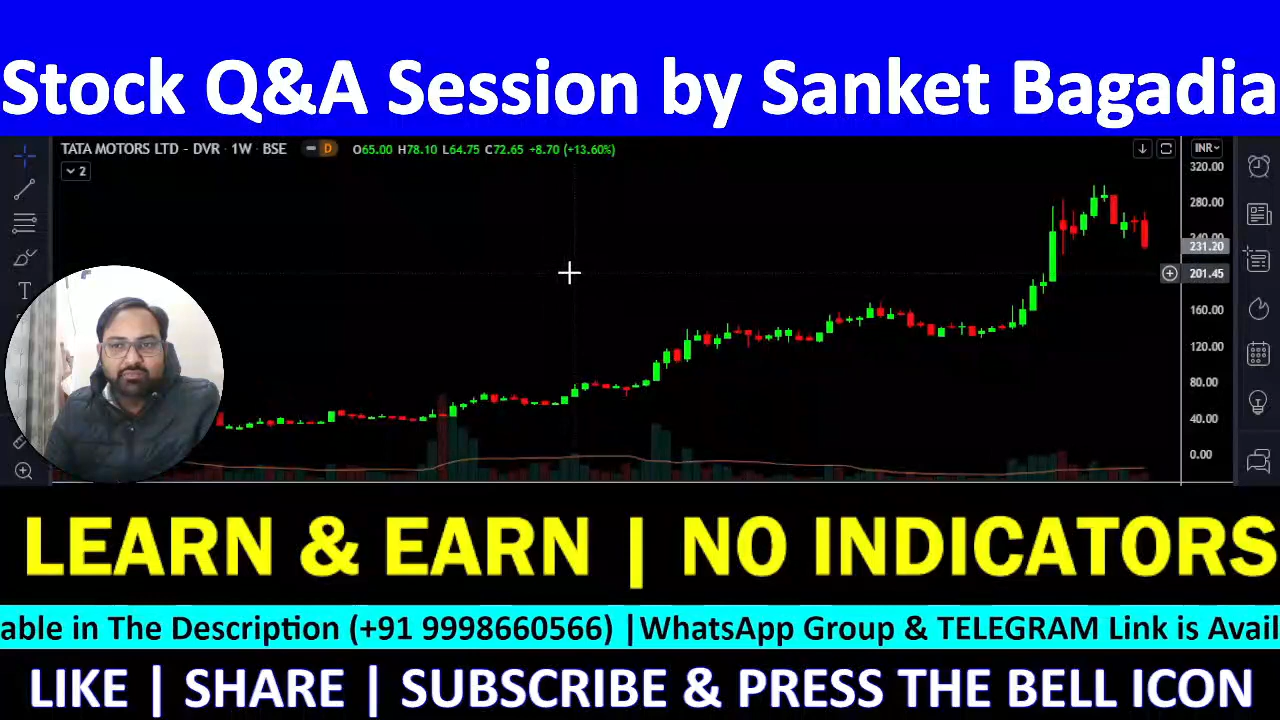 Stock Q&A Session by Sanket Bagadia
TATA MOTORS LTD - DVR · 1W · BSE D O65.00 H78.10 L64.75 C72.65 +8.70 (+13.60%) INR
2
320.00
280.00
240.00
231.20
201.45
160.00
120.00
80.00
40.00
0.00
LEARN & EARN | NO INDICATORS
able in The Description (+91 9998660566) |WhatsApp Group & TELEGRAM Link is Avail
LIKE | SHARE | SUBSCRIBE & PRESS THE BELL ICON